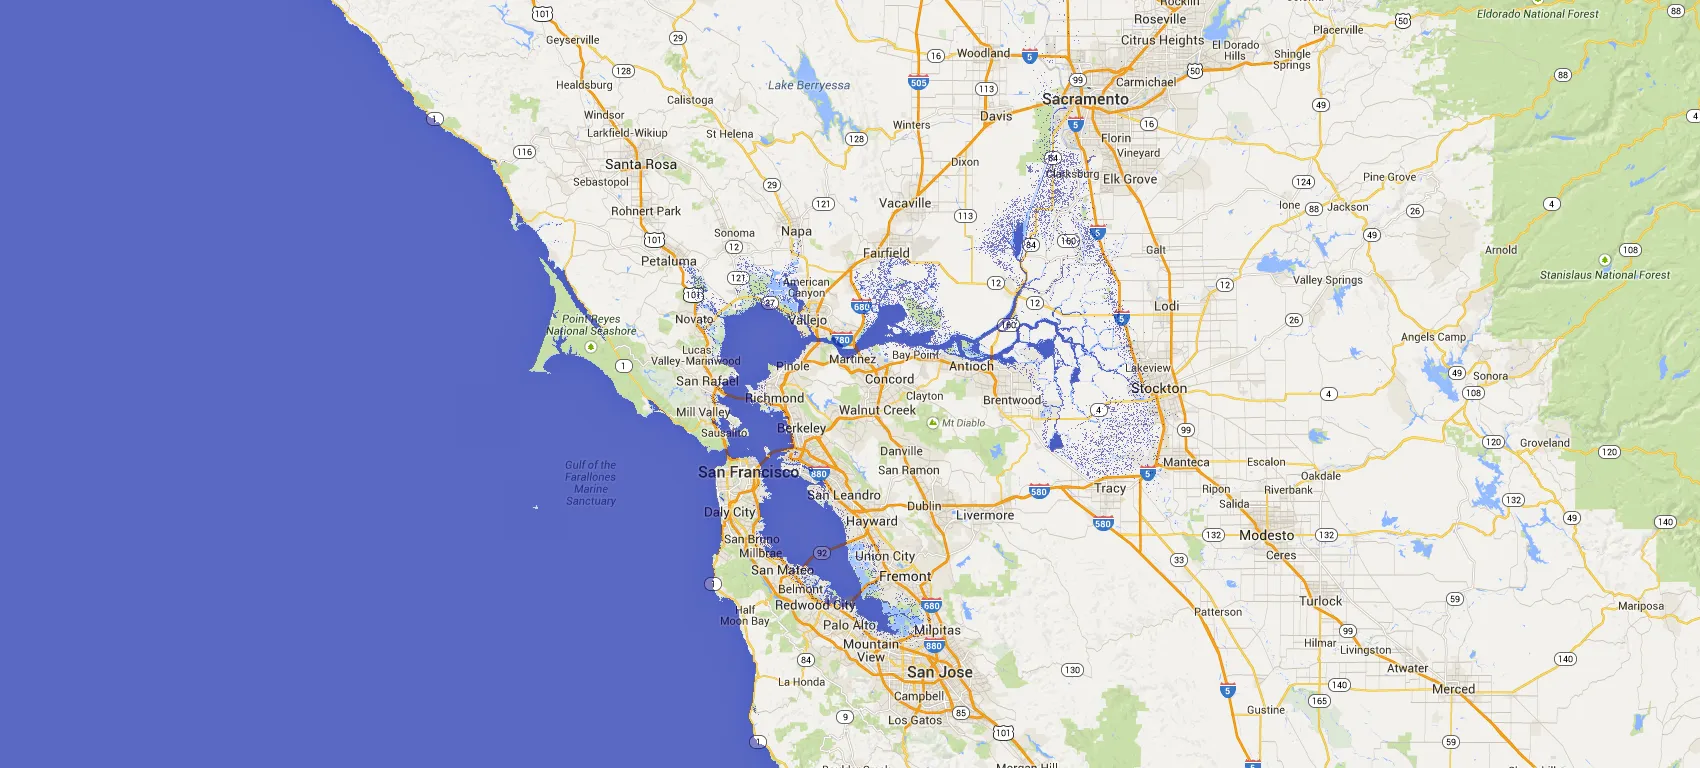 101
Geyserville
29
128
Healdsburg
Calistoga
Windsor
Larkfield-Wikiup
St Helena
1
116
Santa Rosa
Sebastopol
Rohnert Park
29
121
Sonoma
12
Napa
101
Petaluma
121
101
37
American
Canyon
Novato
Vallejo
Point Reyes
National Seashore
1
Lucas
Valley-Marinwood
San Rafael
Pinole
Richmond
Mill Valley
Sausalito
Berkeley
San Francisco
Gulf of the
Farallones
Marine
Sanctuary
Lake Berryessa
128
Winters
505
16
Woodland
5
113
Davis
Dixon
Vacaville
113
Fairfield
680
780
Martinez
Bay Point
Antioch
Concord
Clayton
Walnut Creek
Mt Diablo
Danville
San Ramon
Brentwood
Rocklin
Roseville
Citrus Heights
El Dorado
Hills
Shingle
Springs
Placerville
50
Eldorado National Forest
88
99
Carmichael
50
Sacramento
5
16
49
88
4
Florin
Vineyard
84
Clarksburg
Elk Grove
84
160
5
Galt
12
12
160
5
Lodi
12
26
124
Pine Grove
Ione
88
Jackson
26
49
4
Arnold
108
Stanislaus National Forest
Valley Springs
Angels Camp
49
Sonora
108
Lakeview
Stockton
4
4
99
120
Groveland
120
Manteca
Escalon
Oakdale
Riverbank
Ripon
Salida
132
49
140
5
Tracy
580
580
880
San Leandro
Dublin
Livermore
Daly City
Hayward
San Bruno
Millbrae
92
Union City
San Mateo
Fremont
Belmont
1
Redwood City
680
Half
Moon Bay
Palo Alto
Milpitas
Mountain
View
880
84
San Jose
130
La Honda
Campbell
9
Los Gatos
85
101
1
Morgan Hill
132
Modesto
132
Ceres
33
Turlock
59
Patterson
Mariposa
99
Hilmar
Livingston
Atwater
140
140
Merced
5
165
Gustine
59
5